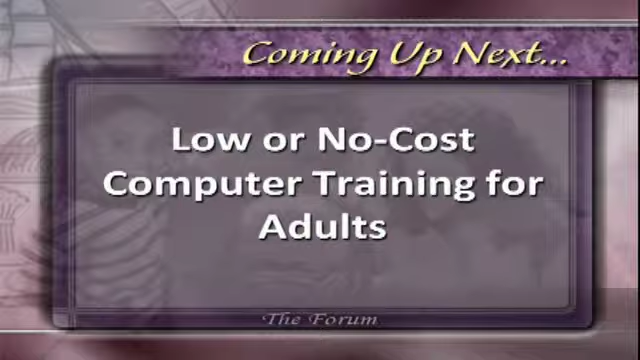 Coming Up Next...
Low or No-Cost
Computer Training for
Adults
The Forum